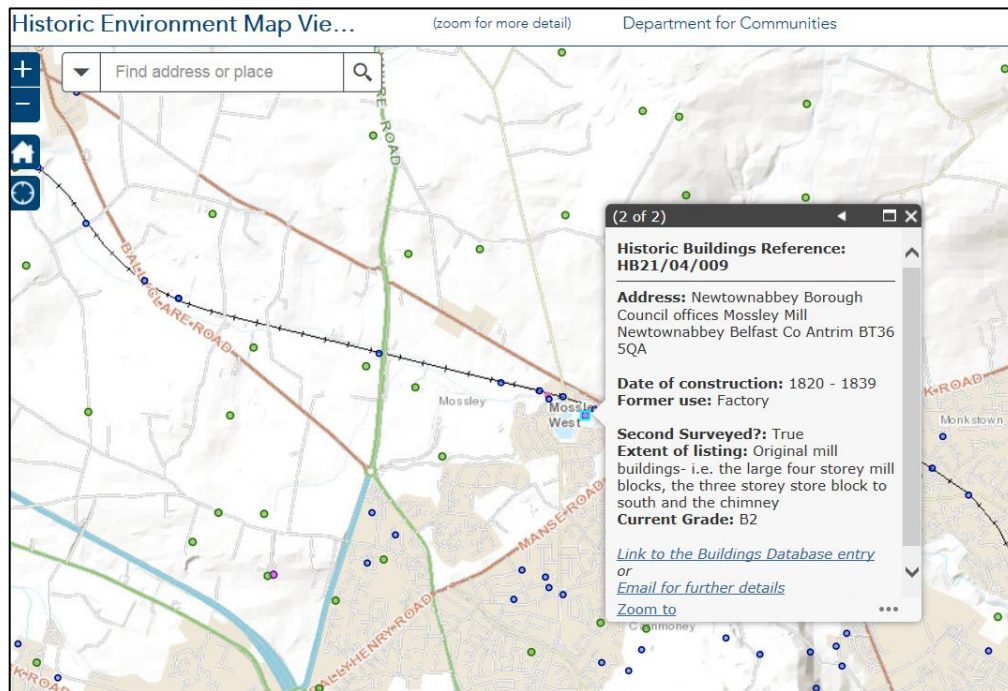 Historic Environment Map Vie...
(zoom for more detail)
Department for Communities
+
Find address or place
−
ROAD
BALLYCLARE ROAD
Mossley
Mossle
West
MANSE ROAD
BALLYHENRY ROAD
K ROAD
K-ROAD
Monkstown
(2 of 2)
Historic Buildings Reference:
HB21/04/009
Address: Newtownabbey Borough
Council offices Mossley Mill
Newtownabbey Belfast Co Antrim BT36
5QA
Date of construction: 1820 - 1839
Former use: Factory
Second Surveyed?: True
Extent of listing: Original mill
buildings- i.e. the large four storey mill
blocks, the three storey store block to
south and the chimney
Current Grade: B2
Link to the Buildings Database entry
or
Email for further details
Zoom to